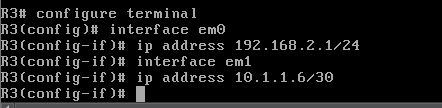 R3# configure terminal
R3(config)# interface em0
R3(config-if)# ip address 192.168.2.1/24
R3(config-if)# interface em1
R3(config-if)# ip address 10.1.1.6/30
R3(config-if)#